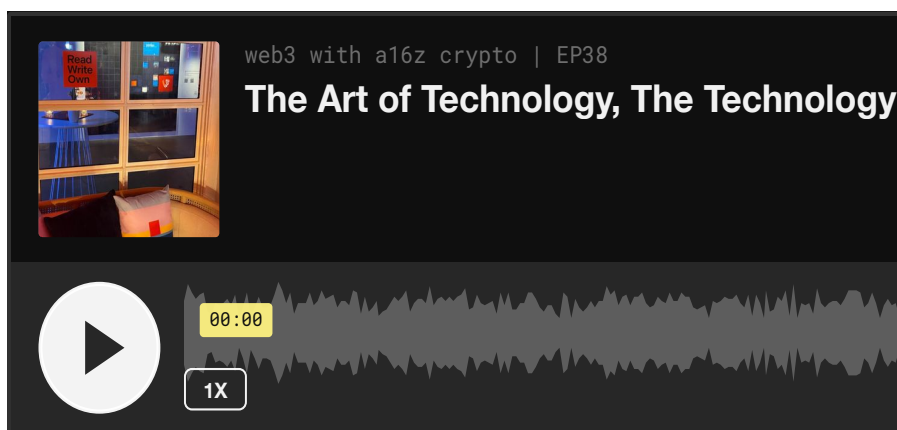 web3 with a16z crypto | EP38
The Art of Technology, The Technology
Read
Write
Own
00:00
1X